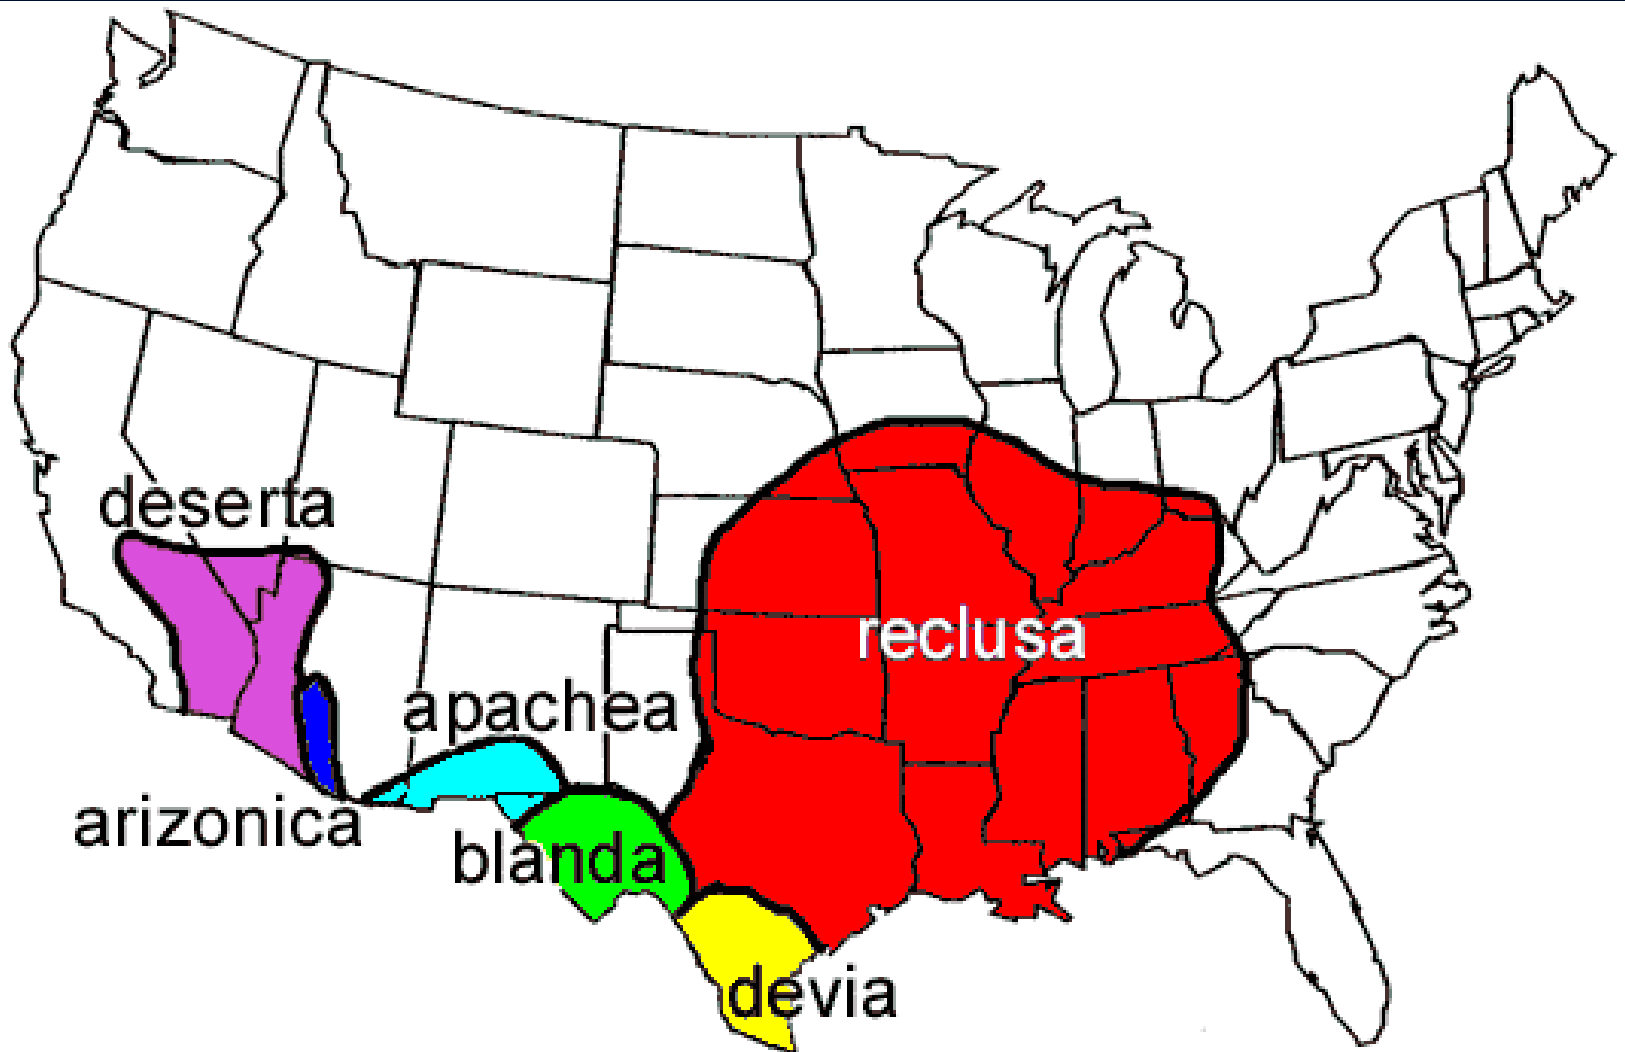 deserta
reclusa
apachea
arizonica
blanda
devia